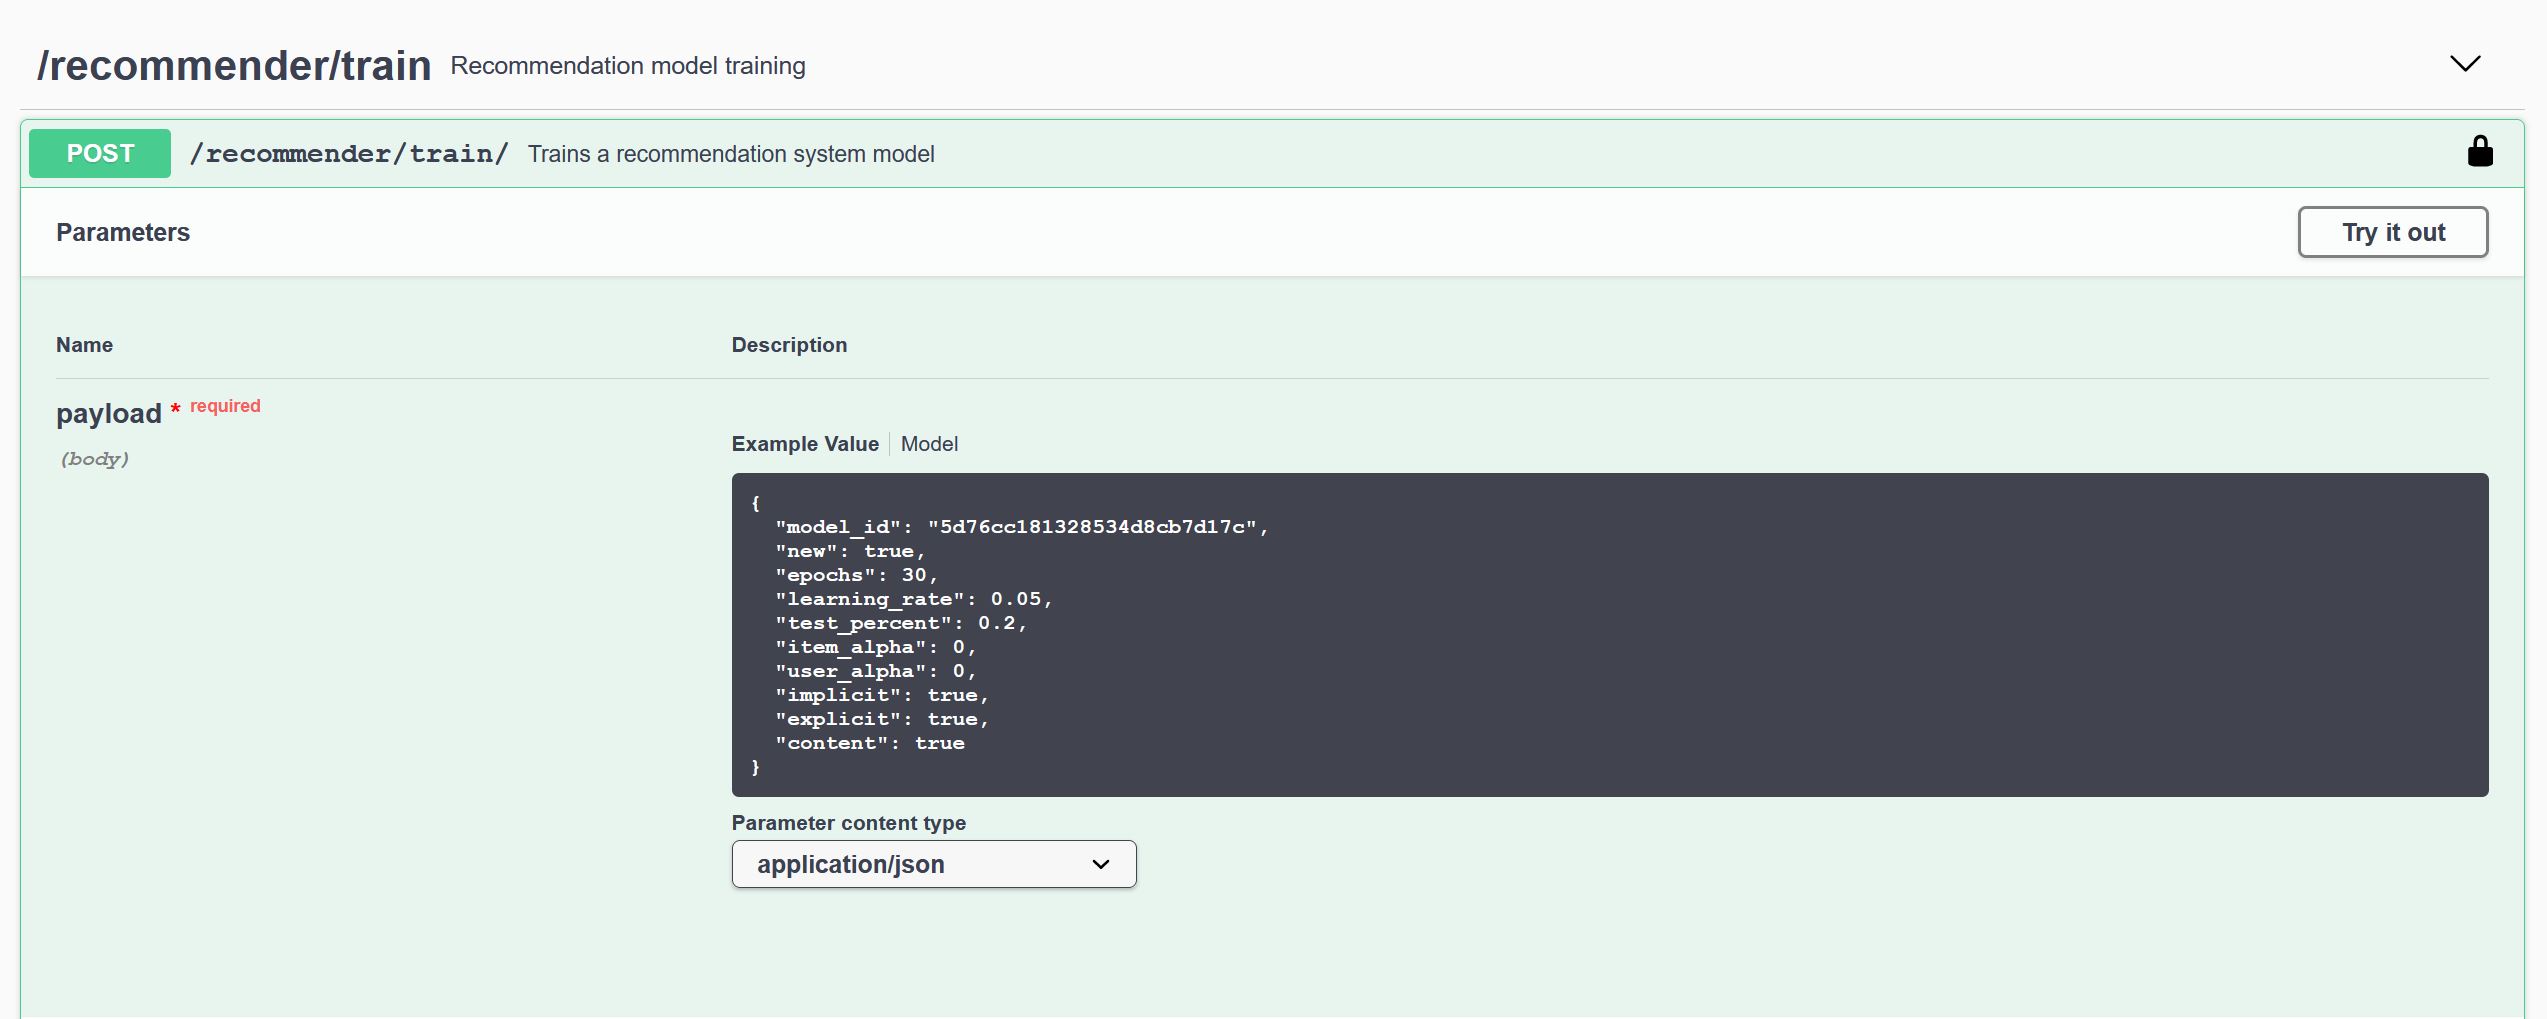 /recommender/train Recommendation model training
POST /recommender/train/ Trains a recommendation system model
Parameters Try it out
Name Description
payload * required
(body)
Example Value Model
{
"model_id": "5d76cc181328534d8cb7d17c",
"new": true,
"epochs": 30,
"learning_rate": 0.05,
"test_percent": 0.2,
"item_alpha": 0,
"user_alpha": 0,
"implicit": true,
"explicit": true,
"content": true
}
Parameter content type
application/json